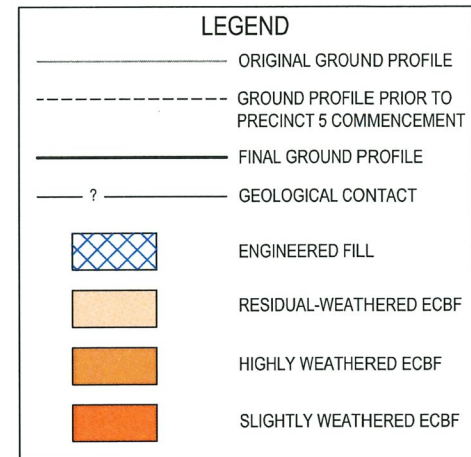 LEGEND
ORIGINAL GROUND PROFILE
GROUND PROFILE PRIOR TO
PRECINCT 5 COMMENCEMENT
FINAL GROUND PROFILE
?
GEOLOGICAL CONTACT
ENGINEERED FILL
RESIDUAL-WEATHERED ECBF
HIGHLY WEATHERED ECBF
SLIGHTLY WEATHERED ECBF